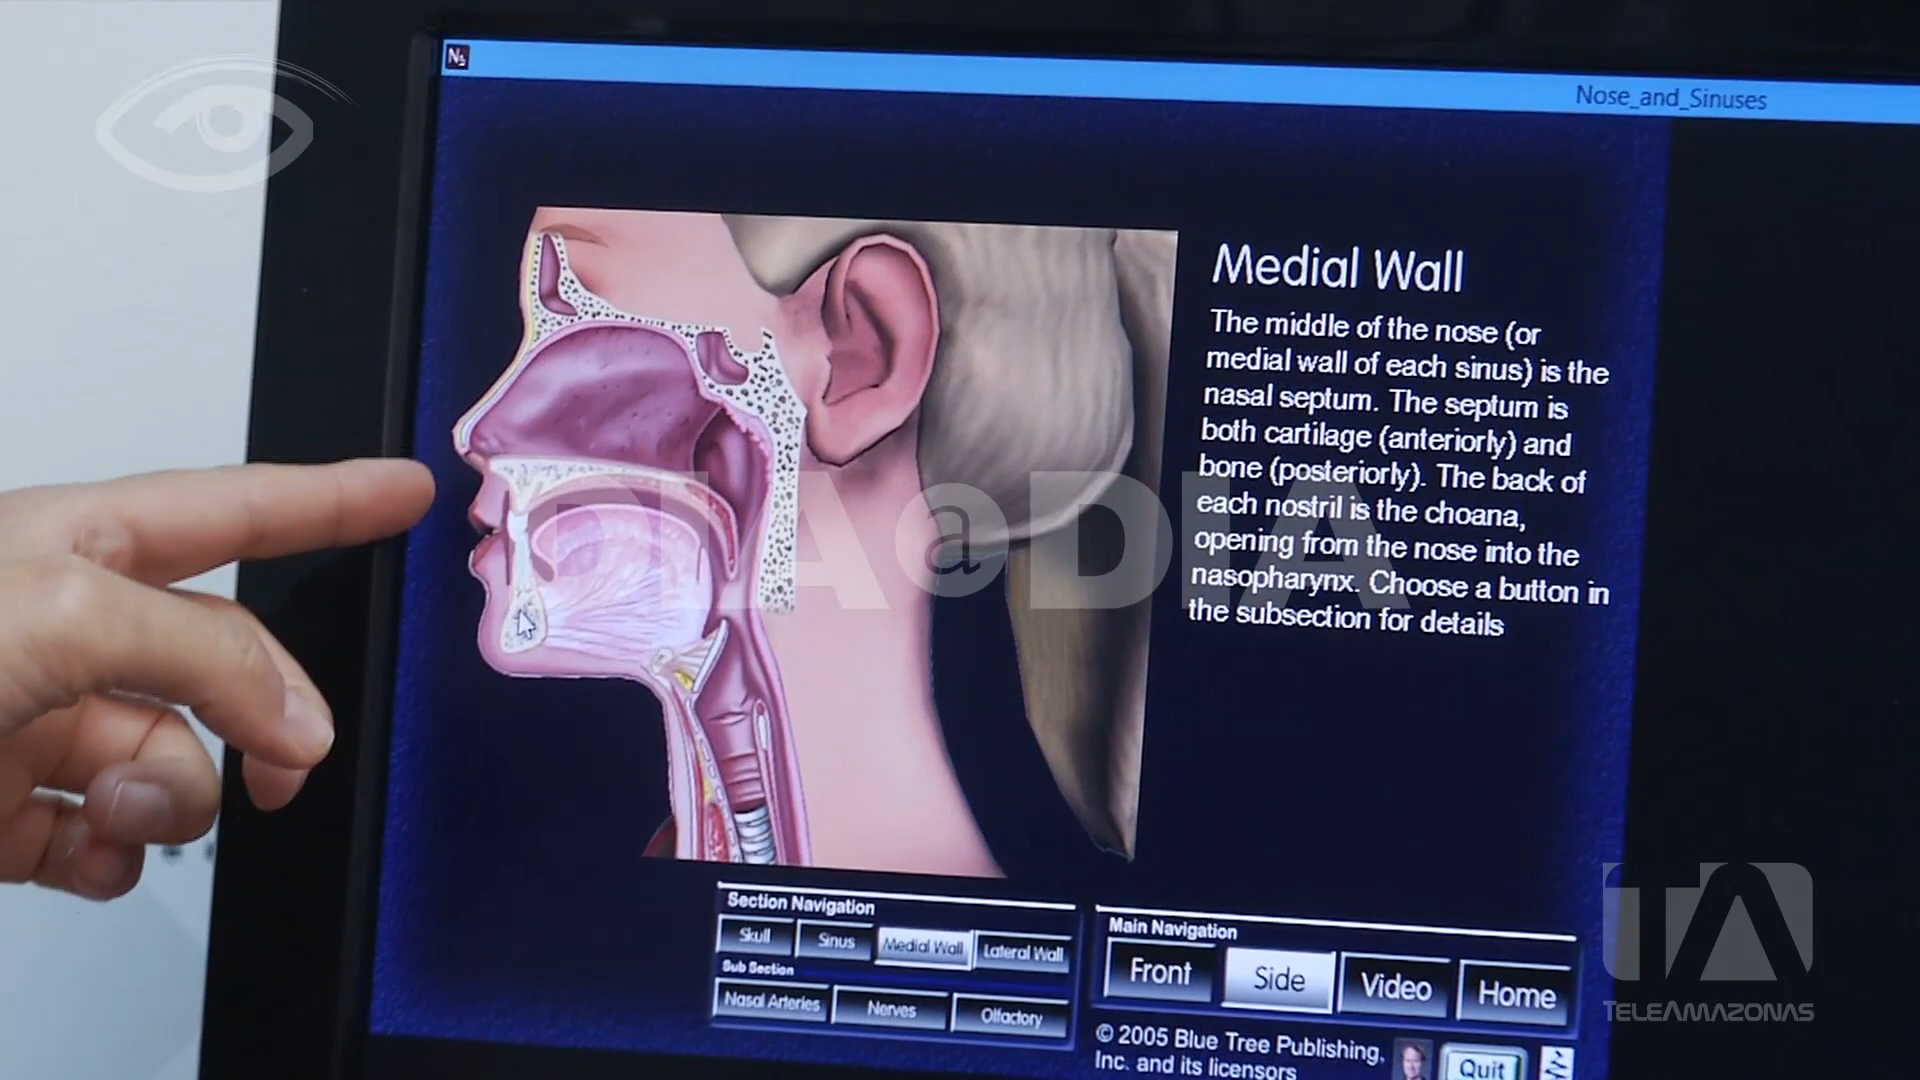 Ns
Nose_and_Sinuses
Medial Wall
The middle of the nose (or
medial wall of each sinus) is the
nasal septum. The septum is
both cartilage (anteriorly) and
bone (posteriorly). The back of
each nostril is the choana,
opening from the nose into the
nasopharynx. Choose a button in
the subsection for details
DIA@DIA
Section Navigation
Skull
Sinus
Medial Wall
Lateral Wall
Sub Section
Nasal Arteries
Nerves
Olfactory
Main Navigation
Front
Side
Video
Home
© 2005 Blue Tree Publishing,
Inc. and its licensors
Quit
TA
TELEAMAZONAS